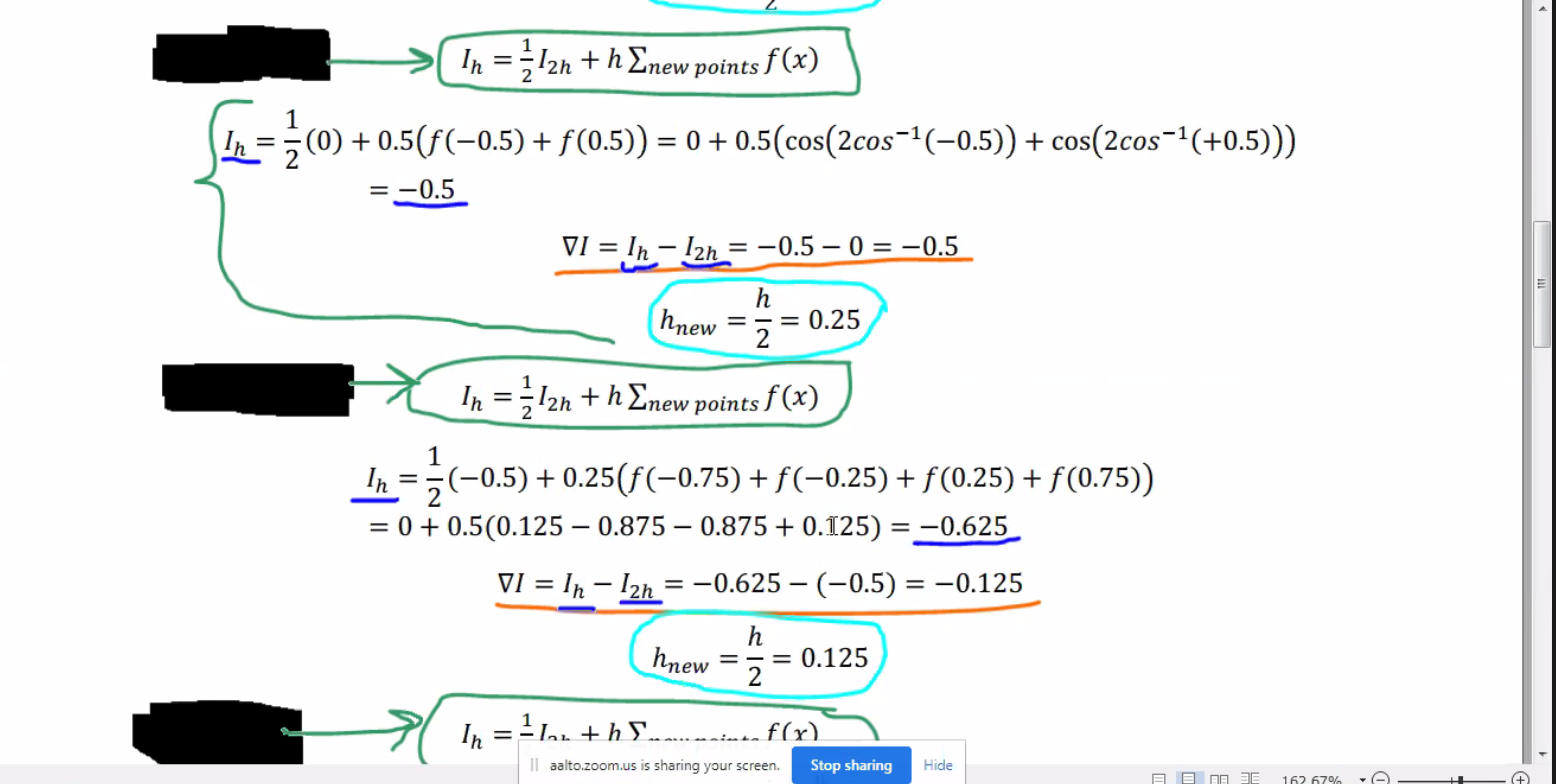 2
I_h = \frac{1}{2} I_{2h} + h \sum_{new points} f(x)
I_h = \frac{1}{2}(0) + 0.5(f(−0.5) + f(0.5)) = 0 + 0.5(cos(2cos^{−1}(−0.5)) + cos(2cos^{−1}(+0.5)))
= −0.5
∇I = I_h − I_{2h} = −0.5 − 0 = −0.5
h_{new} = \frac{h}{2} = 0.25
I_h = \frac{1}{2} I_{2h} + h \sum_{new points} f(x)
I_h = \frac{1}{2}(−0.5) + 0.25(f(−0.75) + f(−0.25) + f(0.25) + f(0.75))
= 0 + 0.5(0.125 − 0.875 − 0.875 + 0.125) = −0.625
∇I = I_h − I_{2h} = −0.625 − (−0.5) = −0.125
h_{new} = \frac{h}{2} = 0.125
I_h = \frac{1}{2} I_{2h} + h \sum_{new points} f(x)
aalto.zoom.us is sharing your screen. Stop sharing Hide
162.67%